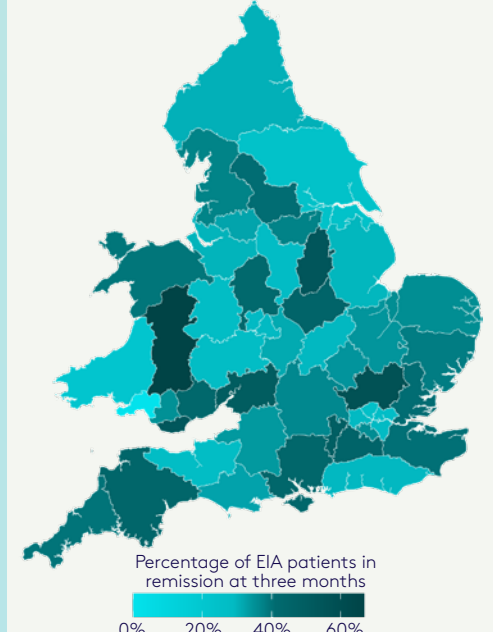 Percentage of EIA patients in
remission at three months
0% 20% 40% 60%